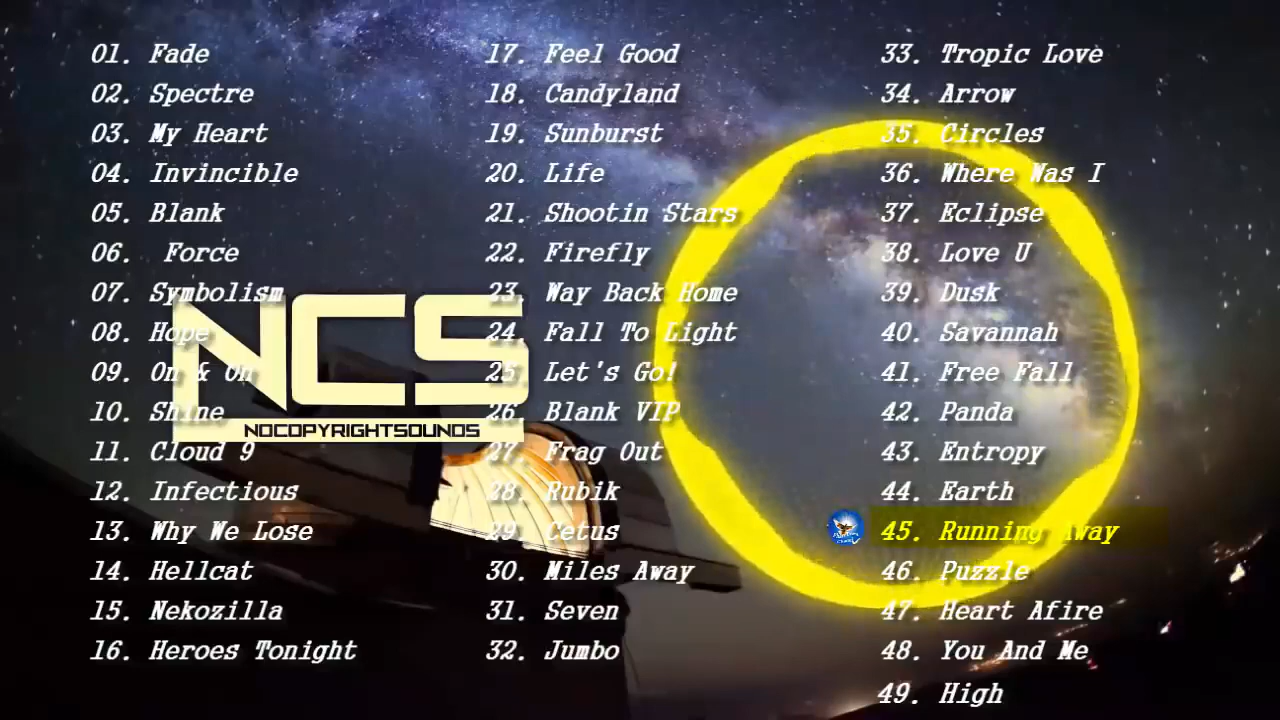 01. Fade
02. Spectre
03. My Heart
04. Invincible
05. Blank
06. Force
07. Symbolism
08. Hope
09. On & On
10. Shine
11. Cloud 9
12. Infectious
13. Why We Lose
14. Hellcat
15. Nekozilla
16. Heroes Tonight
NCS
NOCOPYRIGHTSOUNDS
17. Feel Good
18. Candyland
19. Sunburst
20. Life
21. Shootin Stars
22. Firefly
23. Way Back Home
24. Fall To Light
25. Let's Go!
26. Blank VIP
27. Frag Out
28. Rubik
29. Cetus
30. Miles Away
31. Seven
32. Jumbo
33. Tropic Love
34. Arrow
35. Circles
36. Where Was I
37. Eclipse
38. Love U
39. Dusk
40. Savannah
41. Free Fall
42. Panda
43. Entropy
44. Earth
45. Running Away
46. Puzzle
47. Heart Afire
48. You And Me
49. High